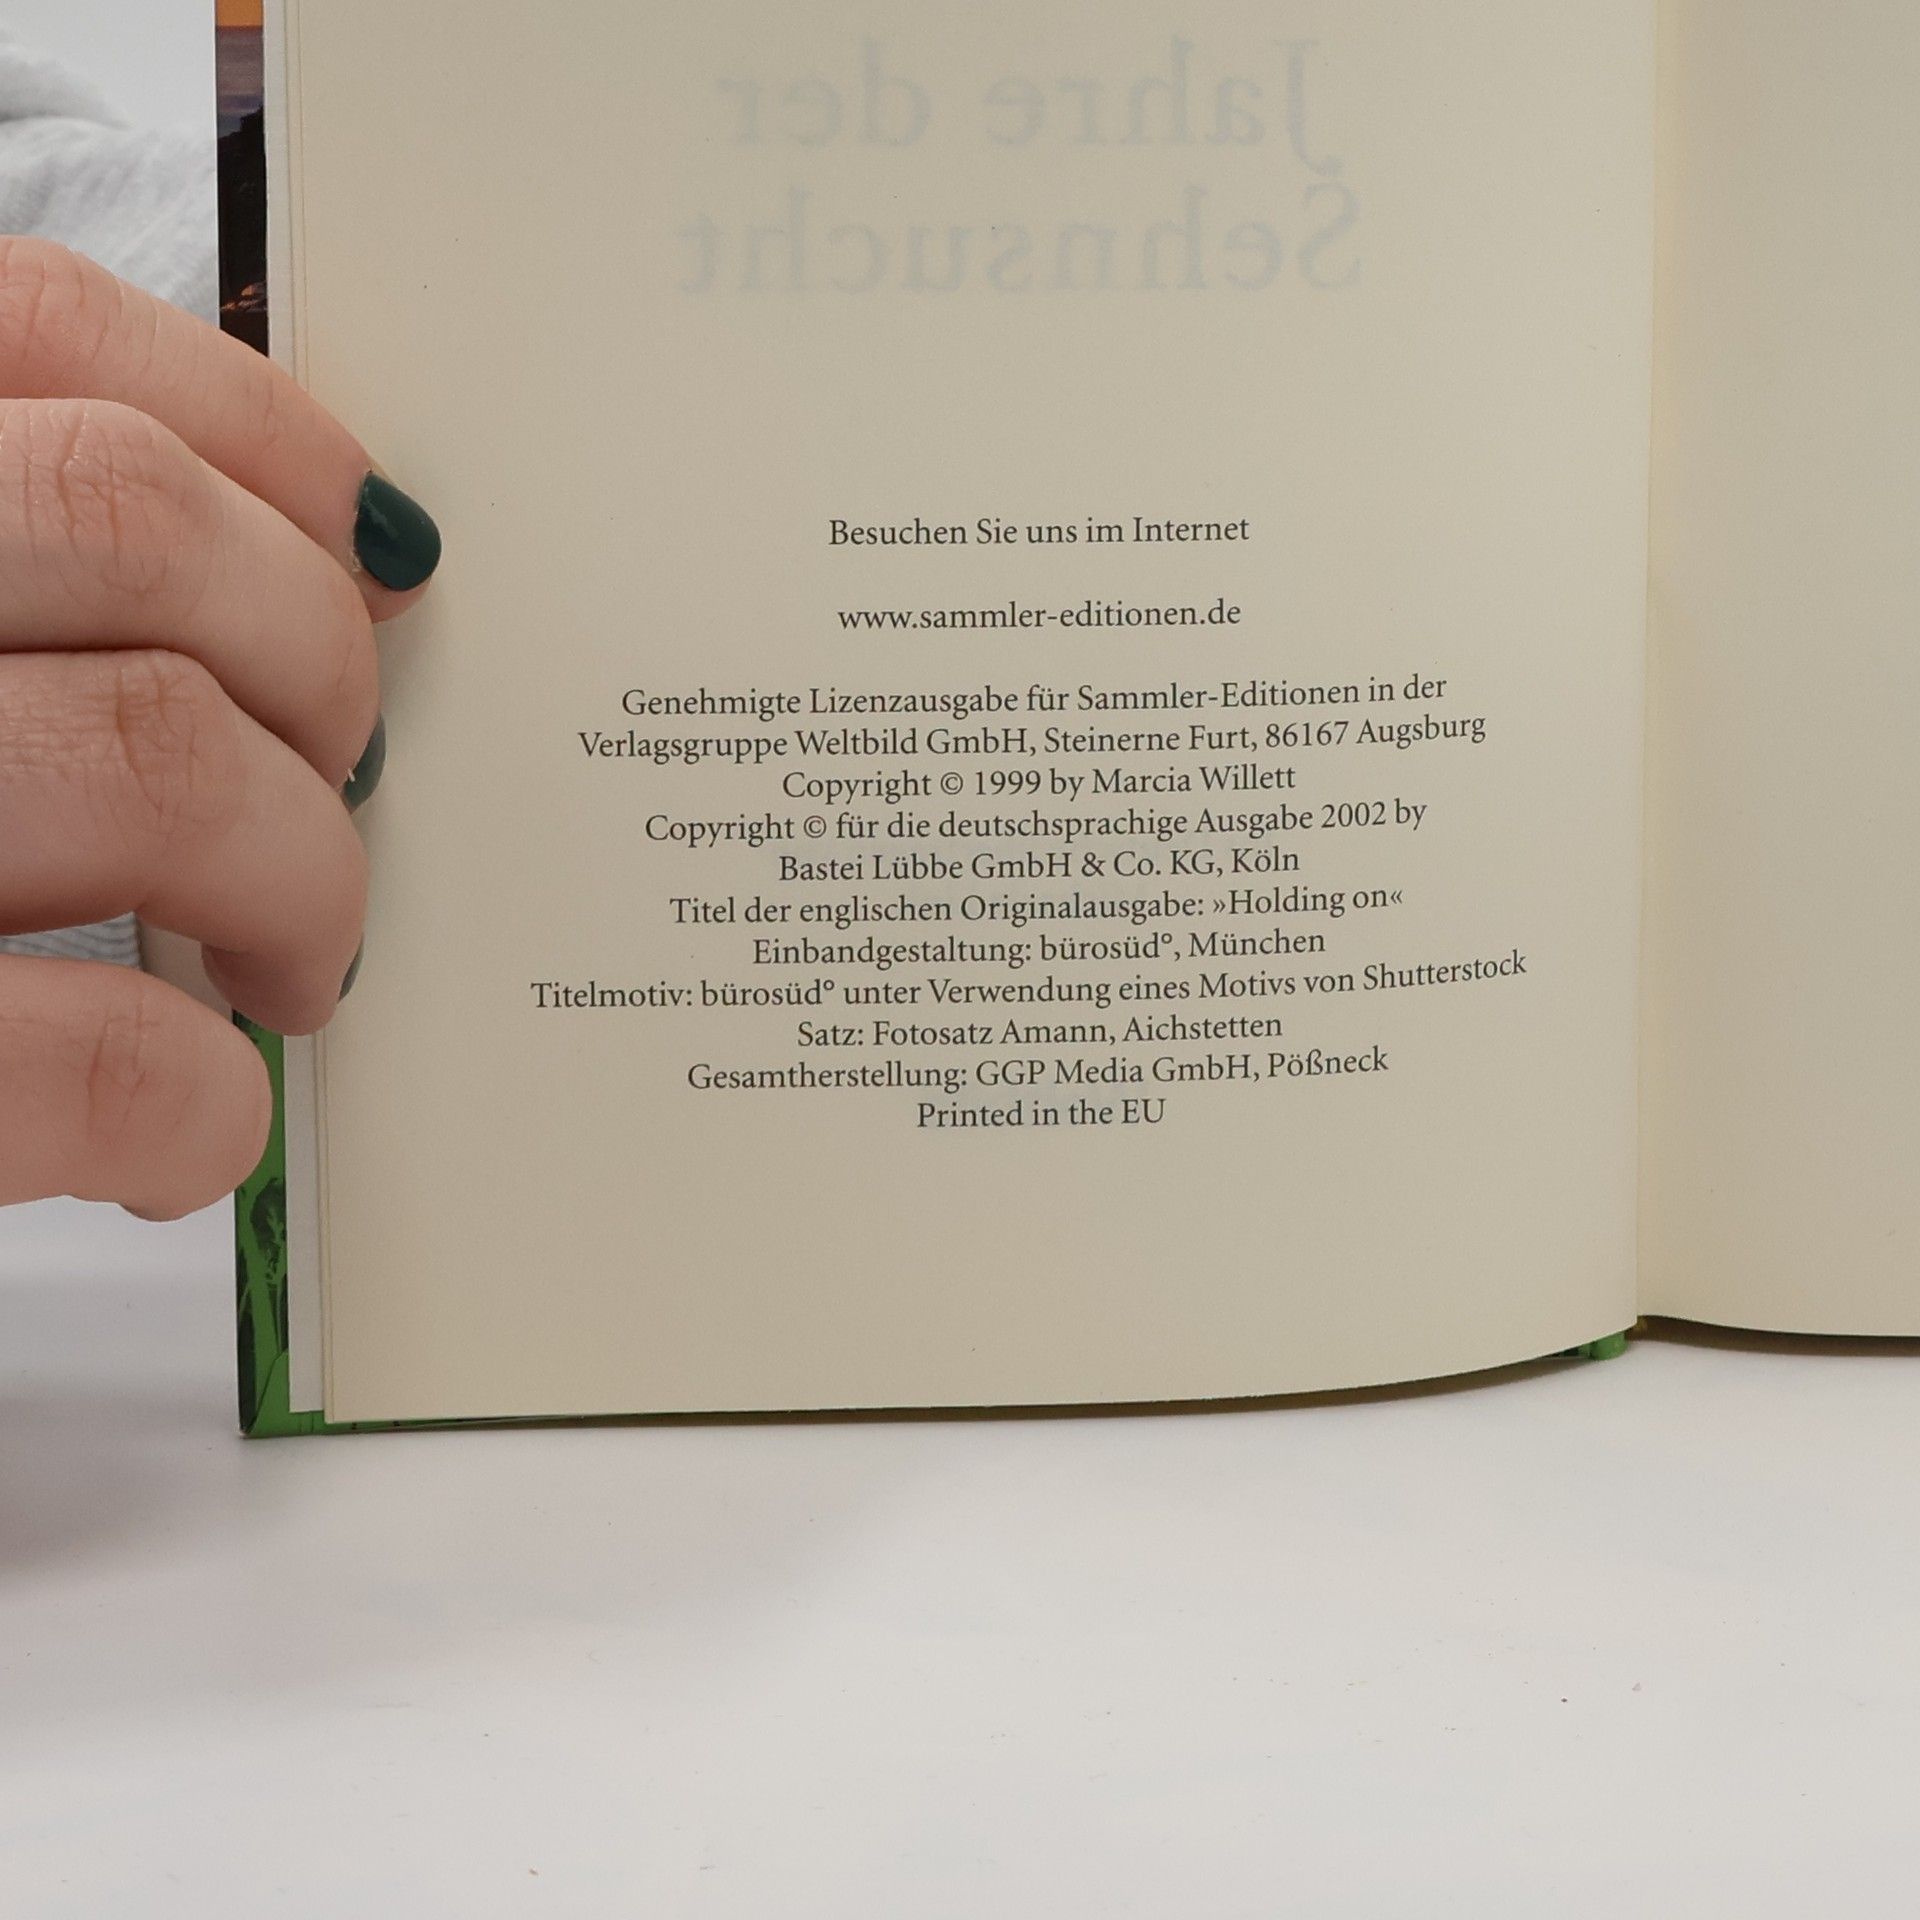 Jahre der
Sehnsucht
Besuchen Sie uns im Internet
www.sammler-editionen.de
Genehmigte Lizenzausgabe für Sammler-Editionen in der
Verlagsgruppe Weltbild GmbH, Steinerne Furt, 86167 Augsburg
Copyright © 1999 by Marcia Willett
Copyright © für die deutschsprachige Ausgabe 2002 by
Bastei Lübbe GmbH & Co. KG, Köln
Titel der englischen Originalausgabe: »Holding on«
Einbandgestaltung: bürosüd°, München
Titelmotiv: bürosüd° unter Verwendung eines Motivs von Shutterstock
Satz: Fotosatz Amann, Aichstetten
Gesamtherstellung: GGP Media GmbH, Pößneck
Printed in the EU